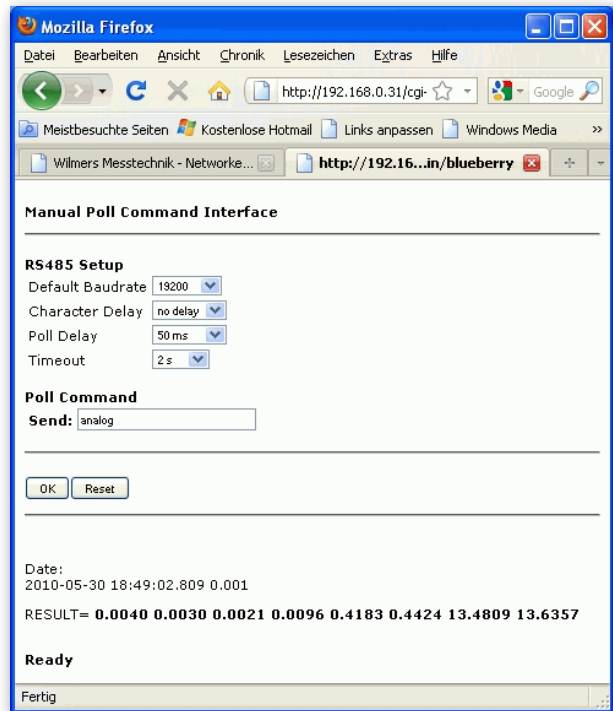 Mozilla Firefox
Datei Bearbeiten Ansicht Chronik Lesezeichen Extras Hilfe
http://192.168.0.31/cgi- Google
Meistbesuchte Seiten Kostenlose Hotmail Links anpassen Windows Media »
Wilmers Messtechnik - Networke... http://192.16...in/blueberry
Manual Poll Command Interface
RS485 Setup
Default Baudrate 19200
Character Delay no delay
Poll Delay 50 ms
Timeout 2 s
Poll Command
Send: analog
OK Reset
Date:
2010-05-30 18:49:02.809 0.001
RESULT= 0.0040 0.0030 0.0021 0.0096 0.4183 0.4424 13.4809 13.6357
Ready
Fertig